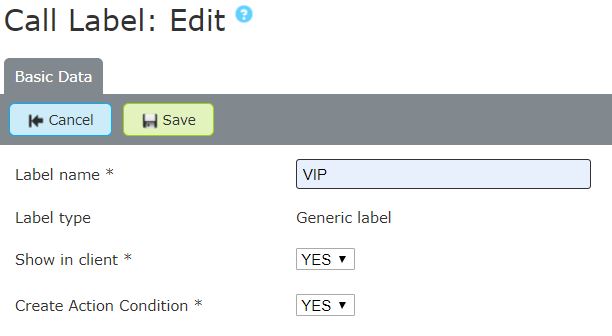 Call Label: Edit ?
Basic Data
Cancel Save
Label name * VIP
Label type Generic label
Show in client * YES
Create Action Condition * YES